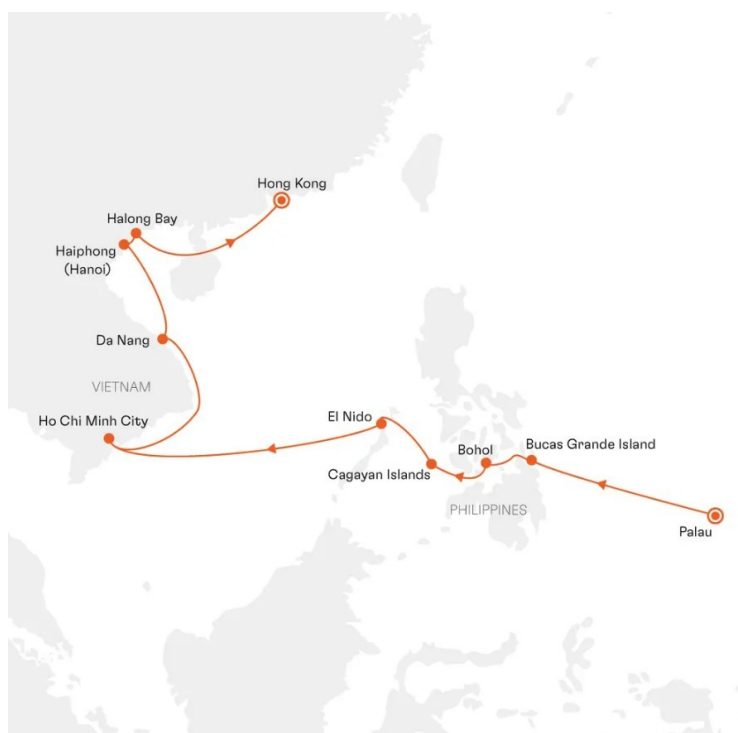 Hong Kong
Halong Bay
Haiphong
(Hanoi)
Da Nang
VIETNAM
Ho Chi Minh City
El Nido
Cagayan Islands
Bohol
Bucas Grande Island
PHILIPPINES
Palau